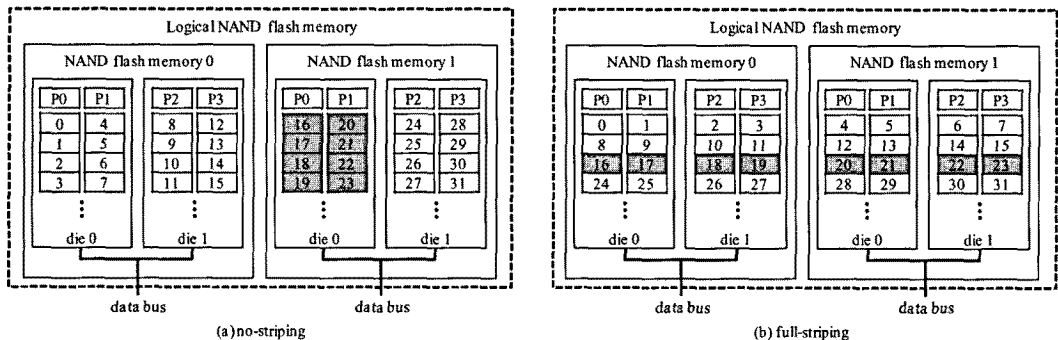 Logical NAND flash memory
NAND flash memory 0
NAND flash memory 1
P0 P1 P2 P3 P0 P1 P2 P3
0 4 8 12 16 20 24 28
1 5 9 13 17 21 25 29
2 6 10 14 18 22 26 30
3 7 11 15 19 23 27 31
die 0 die 1 die 0 die 1
data bus data bus
(a) no-striping
Logical NAND flash memory
NAND flash memory 0
NAND flash memory 1
P0 P1 P2 P3 P0 P1 P2 P3
0 1 2 3 4 5 6 7
8 9 10 11 12 13 14 15
16 17 18 19 20 21 22 23
24 25 26 27 28 29 30 31
die 0 die 1 die 0 die 1
data bus data bus
(b) full-striping